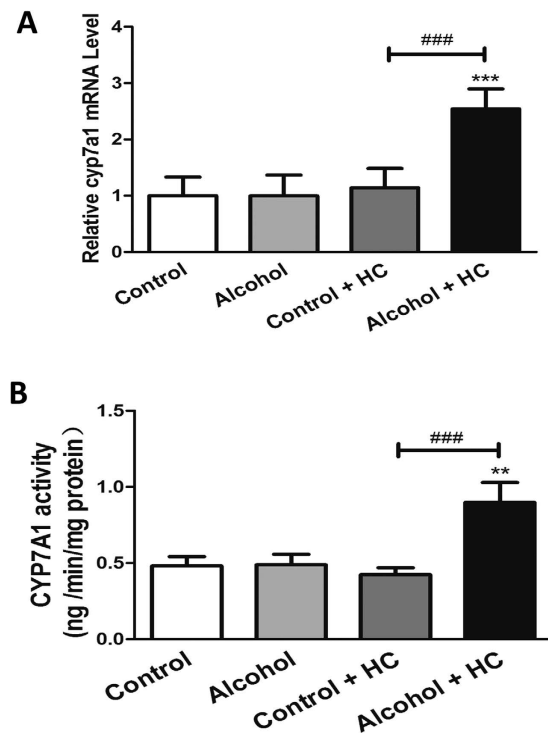 A
Relative cyp7a1 mRNA Level
4
3
2
1
0
###
***
Control
Alcohol
Control + HC
Alcohol + HC
B
CYP7A1 activity
(ng /min/mg protein）
1.5
1.0
0.5
0.0
###
**
Control
Alcohol
Control + HC
Alcohol + HC